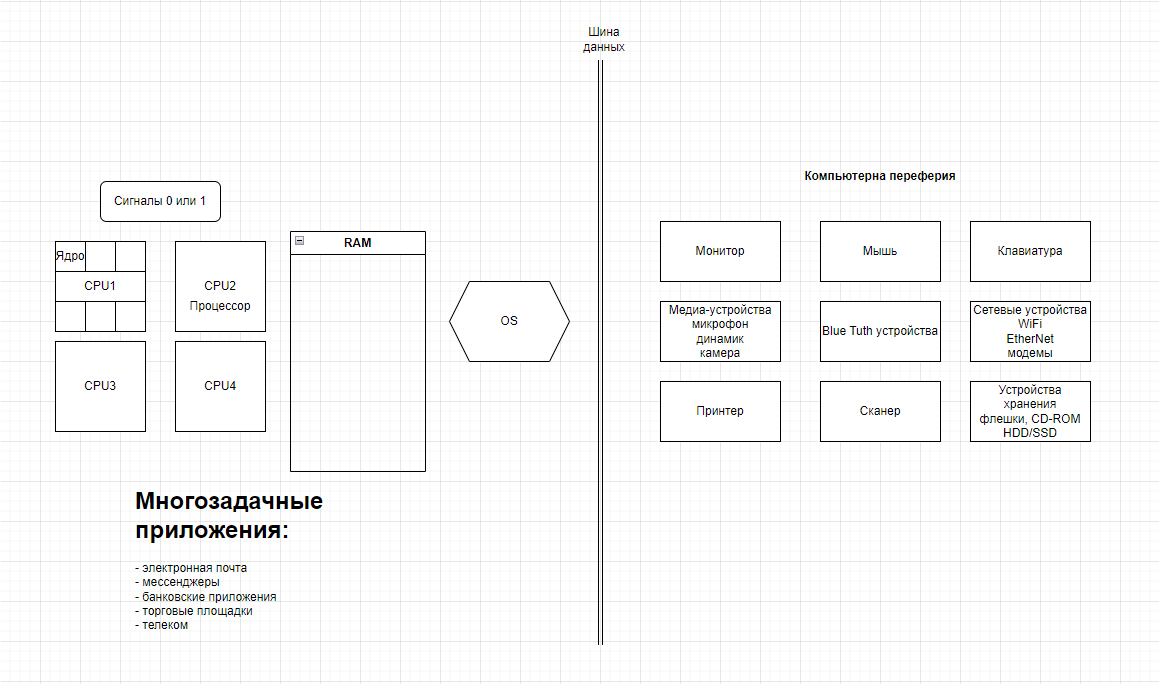 Шина
данных
Компьютерна переферия
Сигналы 0 или 1
Ядро
CPU1
CPU2
Процессор
CPU3
CPU4
RAM
OS
Монитор
Мышь
Клавиатура
Медиа-устройства
микрофон
динамик
камера
Blue Tuth устройства
Сетевые устройства
WiFi
EtherNet
модемы
Принтер
Сканер
Устройства
хранения
флешки, CD-ROM
HDD/SSD
Многозадачные
приложения:
- электронная почта
- мессенджеры
- банковские приложения
- торговые площадки
- телеком